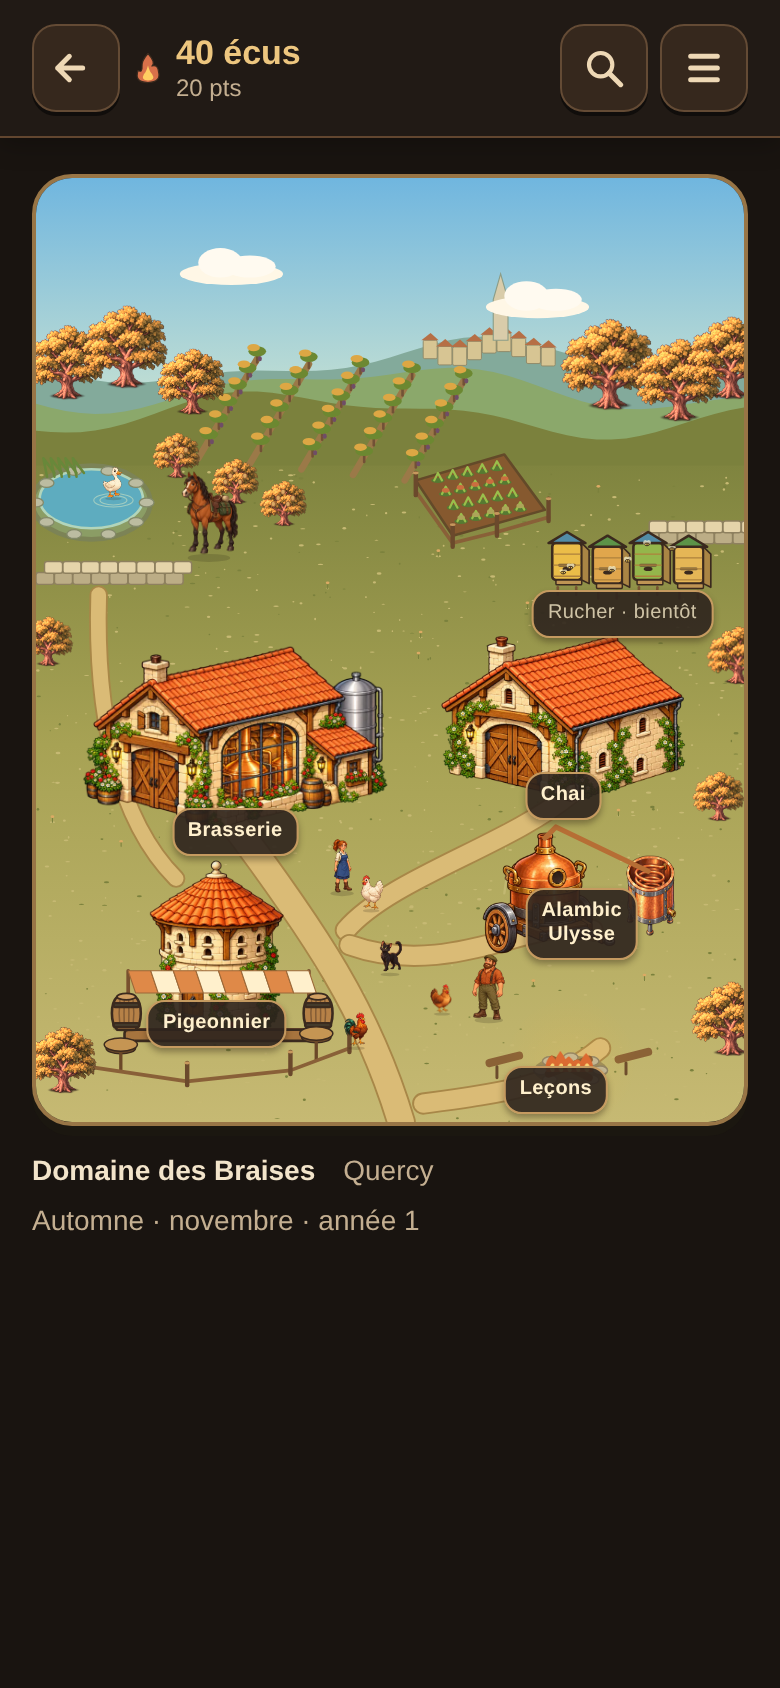 40 écus
20 pts
Rucher · bientôt
Chai
Brasserie
Alambic
Ulysse
Pigeonnier
Leçons
Domaine des Braises Quercy
Automne · novembre · année 1